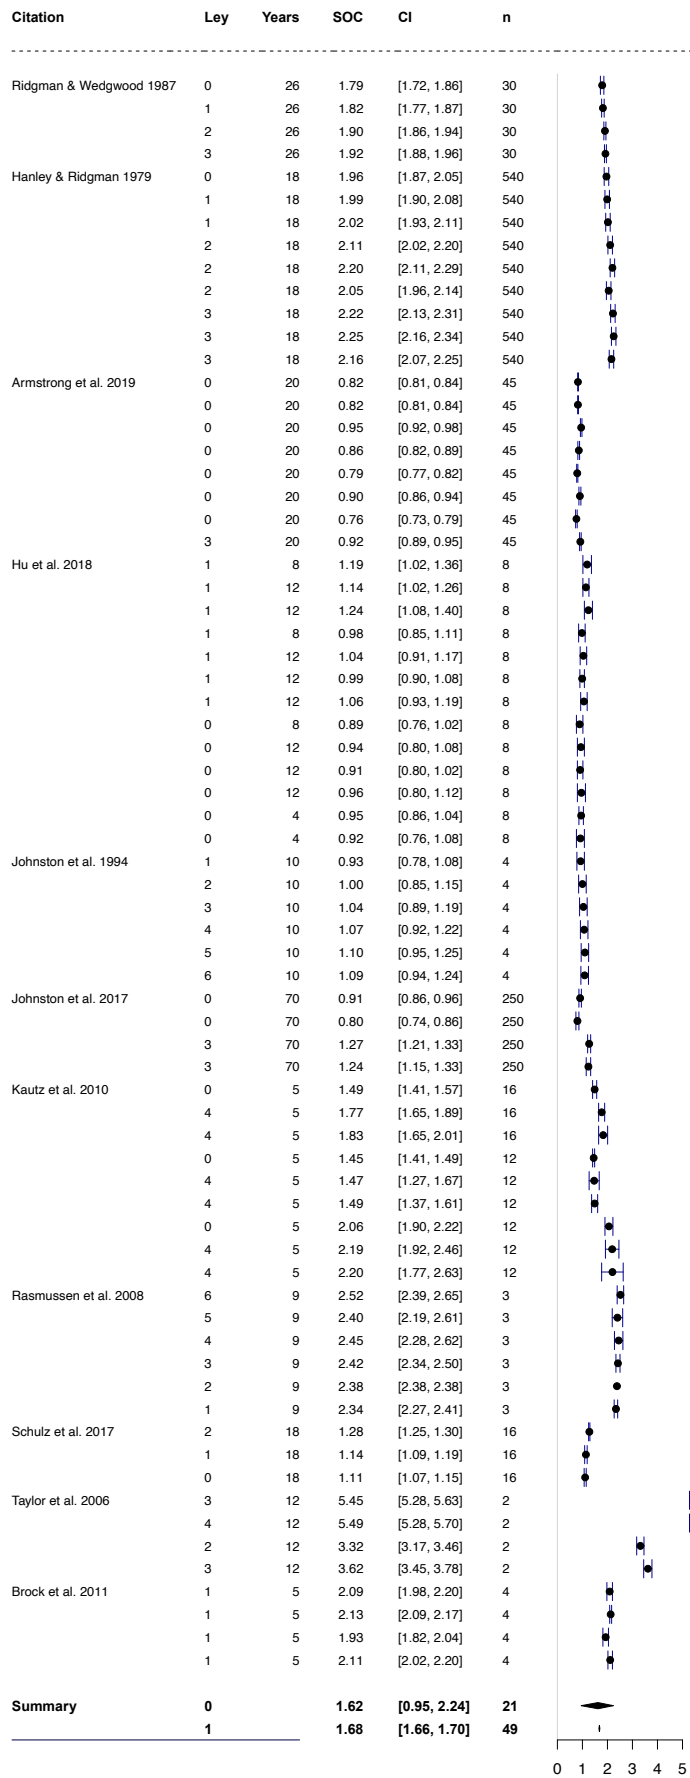 Citation Ley Years SOC CI n
Ridgman & Wedgwood 1987 0 26 1.79 [1.72, 1.86] 30
1 26 1.82 [1.77, 1.87] 30
2 26 1.90 [1.86, 1.94] 30
3 26 1.92 [1.88, 1.96] 30
Hanley & Ridgman 1979 0 18 1.96 [1.87, 2.05] 540
1 18 1.99 [1.90, 2.08] 540
1 18 2.02 [1.93, 2.11] 540
2 18 2.11 [2.02, 2.20] 540
2 18 2.20 [2.11, 2.29] 540
2 18 2.05 [1.96, 2.14] 540
3 18 2.22 [2.13, 2.31] 540
3 18 2.25 [2.16, 2.34] 540
3 18 2.16 [2.07, 2.25] 540
Armstrong et al. 2019 0 20 0.82 [0.81, 0.84] 45
0 20 0.82 [0.81, 0.84] 45
0 20 0.95 [0.92, 0.98] 45
0 20 0.86 [0.82, 0.89] 45
0 20 0.79 [0.77, 0.82] 45
0 20 0.90 [0.86, 0.94] 45
0 20 0.76 [0.73, 0.79] 45
3 20 0.92 [0.89, 0.95] 45
Hu et al. 2018 1 8 1.19 [1.02, 1.36] 8
1 12 1.14 [1.02, 1.26] 8
1 12 1.24 [1.08, 1.40] 8
1 8 0.98 [0.85, 1.11] 8
1 12 1.04 [0.91, 1.17] 8
1 12 0.99 [0.90, 1.08] 8
1 12 1.06 [0.93, 1.19] 8
0 8 0.89 [0.76, 1.02] 8
0 12 0.94 [0.80, 1.08] 8
0 12 0.91 [0.80, 1.02] 8
0 12 0.96 [0.80, 1.12] 8
0 4 0.95 [0.86, 1.04] 8
0 4 0.92 [0.76, 1.08] 8
Johnston et al. 1994 1 10 0.93 [0.78, 1.08] 4
2 10 1.00 [0.85, 1.15] 4
3 10 1.04 [0.89, 1.19] 4
4 10 1.07 [0.92, 1.22] 4
5 10 1.10 [0.95, 1.25] 4
6 10 1.09 [0.94, 1.24] 4
Johnston et al. 2017 0 70 0.91 [0.86, 0.96] 250
0 70 0.80 [0.74, 0.86] 250
3 70 1.27 [1.21, 1.33] 250
3 70 1.24 [1.15, 1.33] 250
Kautz et al. 2010 0 5 1.49 [1.41, 1.57] 16
4 5 1.77 [1.65, 1.89] 16
4 5 1.83 [1.65, 2.01] 16
0 5 1.45 [1.41, 1.49] 12
4 5 1.47 [1.27, 1.67] 12
4 5 1.49 [1.37, 1.61] 12
0 5 2.06 [1.90, 2.22] 12
4 5 2.19 [1.92, 2.46] 12
4 5 2.20 [1.77, 2.63] 12
Rasmussen et al. 2008 6 9 2.52 [2.39, 2.65] 3
5 9 2.40 [2.19, 2.61] 3
4 9 2.45 [2.28, 2.62] 3
3 9 2.42 [2.34, 2.50] 3
2 9 2.38 [2.38, 2.38] 3
1 9 2.34 [2.27, 2.41] 3
Schulz et al. 2017 2 18 1.28 [1.25, 1.30] 16
1 18 1.14 [1.09, 1.19] 16
0 18 1.11 [1.07, 1.15] 16
Taylor et al. 2006 3 12 5.45 [5.28, 5.63] 2
4 12 5.49 [5.28, 5.70] 2
2 12 3.32 [3.17, 3.46] 2
3 12 3.62 [3.45, 3.78] 2
Brock et al. 2011 1 5 2.09 [1.98, 2.20] 4
1 5 2.13 [2.09, 2.17] 4
1 5 1.93 [1.82, 2.04] 4
1 5 2.11 [2.02, 2.20] 4
Summary 0 1.62 [0.95, 2.24] 21
1 1.68 [1.66, 1.70] 49
0 1 2 3 4 5